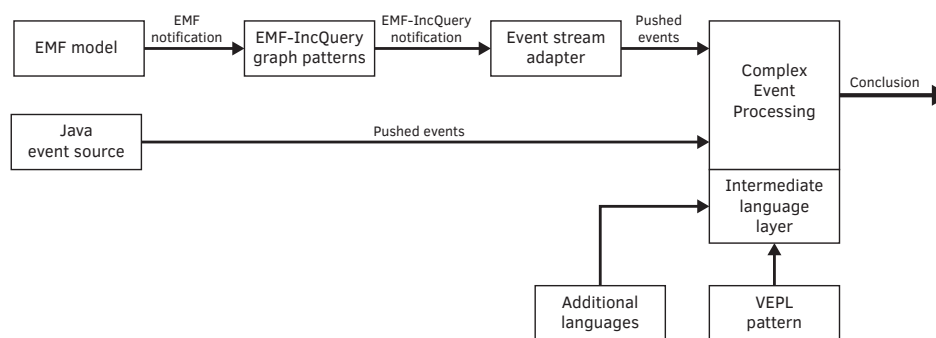 EMF model
EMF
notification
EMF-IncQuery
graph patterns
EMF-IncQuery
notification
Event stream
adapter
Pushed
events
Complex
Event
Processing
Conclusion
Java
event source
Pushed events
Intermediate
language
layer
Additional
languages
VEPL
pattern